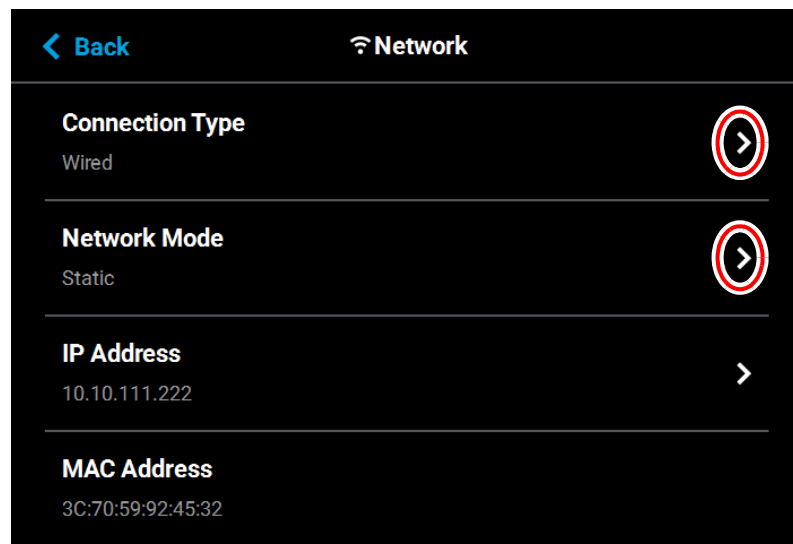 Back
Network
Connection Type
Wired
Network Mode
Static
IP Address
10.10.111.222
MAC Address
3C:70:59:92:45:32